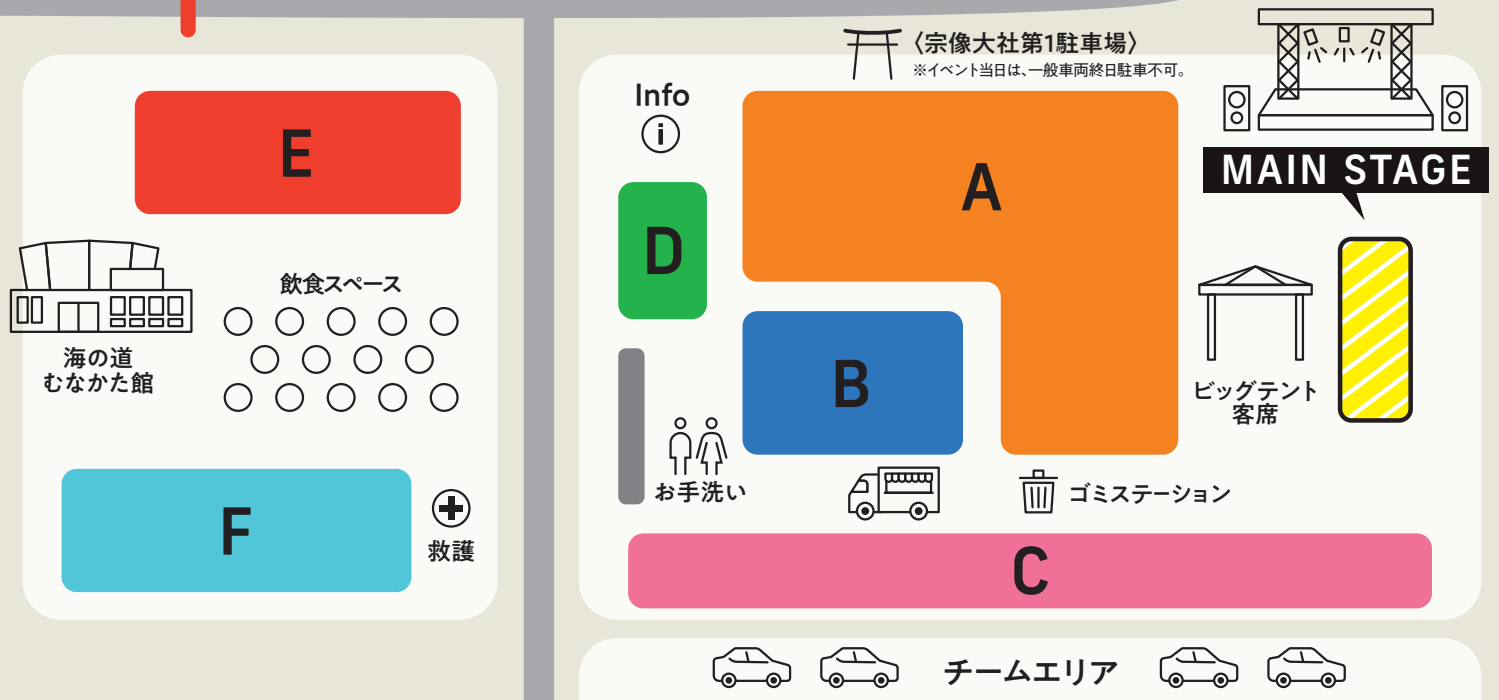 〈宗像大社第1駐車場〉
※イベント当日は、一般車両終日駐車不可。
MAIN STAGE
Info
i
A
B
C
D
E
F
飲食スペース
海の道
むなかた館
救護
お手洗い
ゴミステーション
ビッグテント
客席
チームエリア